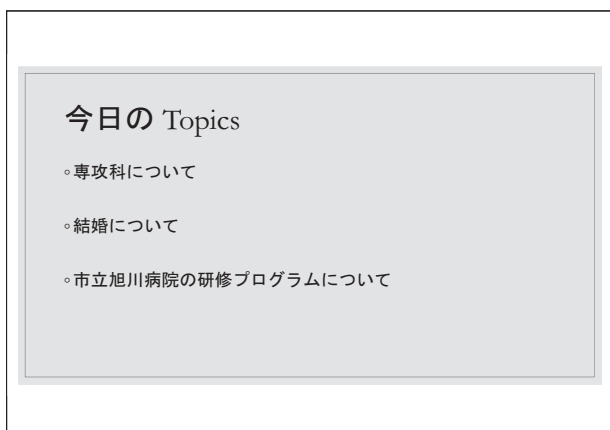 今日の Topics
◦専攻科について
◦結婚について
◦市立旭川病院の研修プログラムについて